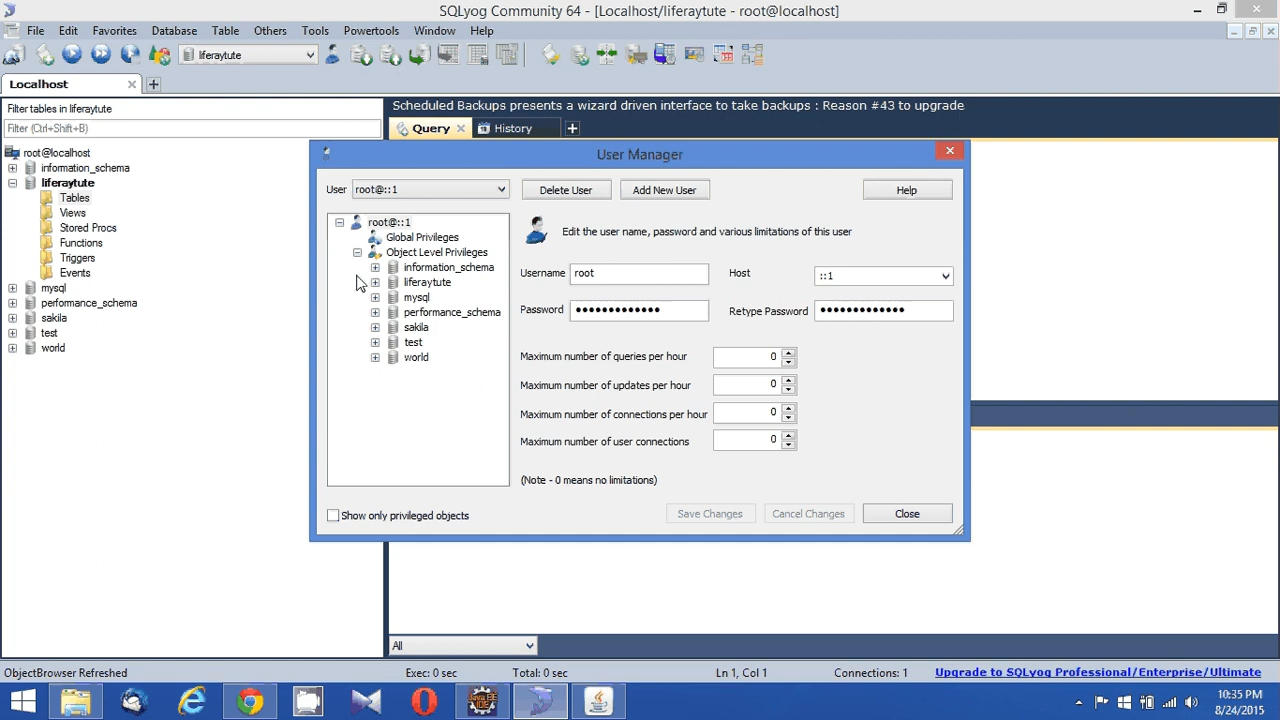 SQLyog Community 64 - [Localhost/liferaytute - root@localhost]
File Edit Favorites Database Table Others Tools Powertools Window Help
liferaytute
Localhost
Filter tables in liferaytute
Filter (Ctrl+Shift+B)
root@localhost
information_schema
liferaytute
Tables
Views
Stored Procs
Functions
Triggers
Events
mysql
performance_schema
sakila
test
world
Scheduled Backups presents a wizard driven interface to take backups : Reason #43 to upgrade
Query History
User Manager
User root@::1 Delete User Add New User Help
root@::1
Global Privileges
Object Level Privileges
information_schema
liferaytute
mysql
performance_schema
sakila
test
world
Show only privileged objects
Edit the user name, password and various limitations of this user
Username root Host ::1
Password ••••••••••••• Retype Password •••••••••••••
Maximum number of queries per hour 0
Maximum number of updates per hour 0
Maximum number of connections per hour 0
Maximum number of user connections 0
(Note - 0 means no limitations)
Save Changes Cancel Changes Close
All
ObjectBrowser Refreshed Exec: 0 sec Total: 0 sec Ln 1, Col 1 Connections: 1 Upgrade to SQLyog Professional/Enterprise/Ultimate
10:35 PM
8/24/2015